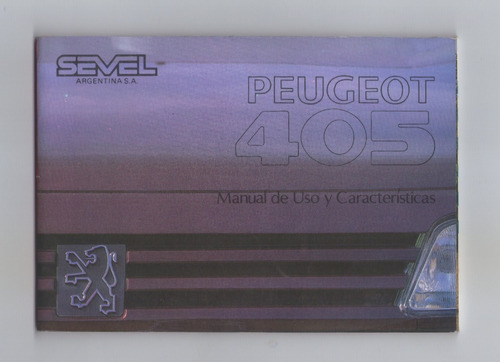 SEVEL
ARGENTINA S.A.
PEUGEOT
405
Manual de Uso y Características